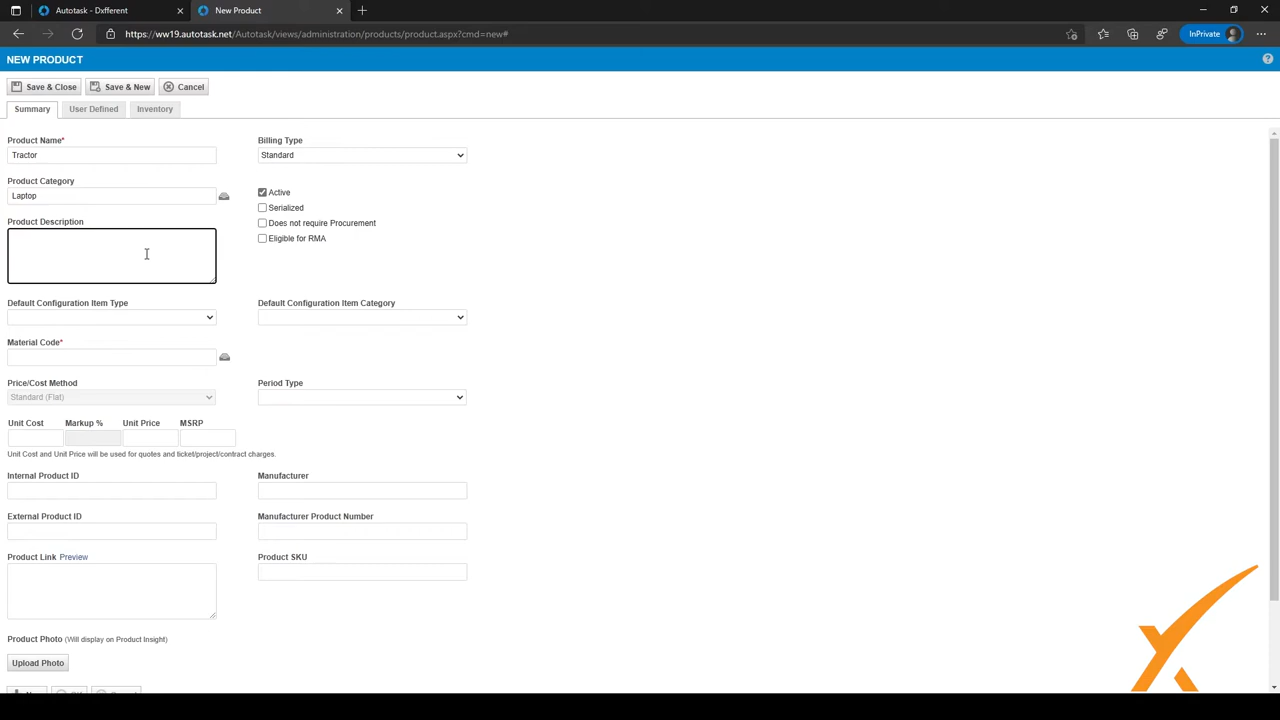 Autotask - Dxfferent
New Product
https://ww19.autotask.net/Autotask/views/administration/products/product.aspx?cmd=new#
InPrivate
NEW PRODUCT
Save & Close
Save & New
Cancel
Summary
User Defined
Inventory
Product Name*
Billing Type
Tractor
Standard
Product Category
Laptop
Active
Serialized
Product Description
Does not require Procurement
Eligible for RMA
Default Configuration Item Type
Default Configuration Item Category
Material Code*
Price/Cost Method
Period Type
Standard (Flat)
Unit Cost
Markup %
Unit Price
MSRP
Unit Cost and Unit Price will be used for quotes and ticket/project/contract charges.
Internal Product ID
Manufacturer
External Product ID
Manufacturer Product Number
Product Link Preview
Product SKU
Product Photo (Will display on Product Insight)
Upload Photo